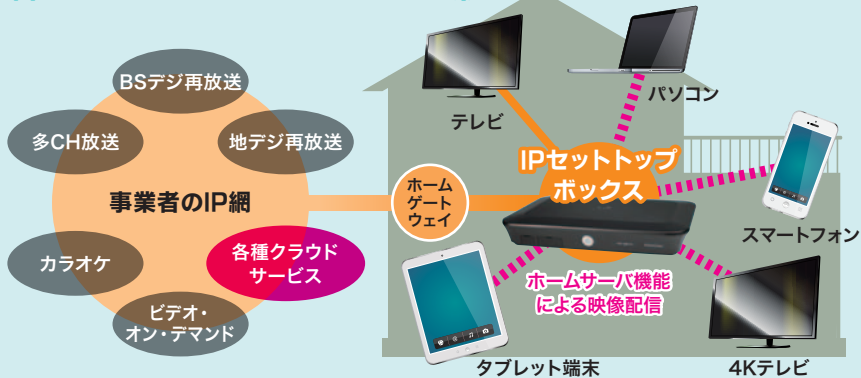 BSデジ再放送
多CH放送
地デジ再放送
事業者のIP網
カラオケ
各種クラウド
サービス
ビデオ・
オン・デマンド
ホーム
ゲート
ウェイ
テレビ
パソコン
IPセットトップ
ボックス
スマートフォン
ホームサーバ機能
による映像配信
タブレット端末
4Kテレビ